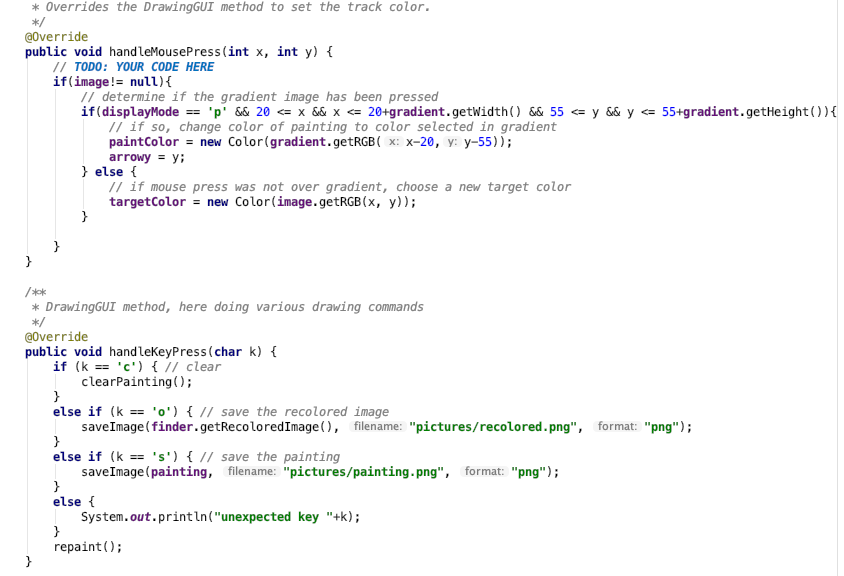 * Overrides the DrawingGUI method to set the track color.
*/
@Override
public void handleMousePress(int x, int y) {
// TODO: YOUR CODE HERE
if(image!= null){
// determine if the gradient image has been pressed
if(displayMode == 'p' && 20 <= x && x <= 20+gradient.getWidth() && 55 <= y && y <= 55+gradient.getHeight()){
// if so, change color of painting to color selected in gradient
paintColor = new Color(gradient.getRGB( x: x-20, y: y-55));
arrowy = y;
} else {
// if mouse press was not over gradient, choose a new target color
targetColor = new Color(image.getRGB(x, y));
}
}
}
/**
* DrawingGUI method, here doing various drawing commands
*/
@Override
public void handleKeyPress(char k) {
if (k == 'c') { // clear
clearPainting();
}
else if (k == 'o') { // save the recolored image
saveImage(finder.getRecoloredImage(), filename: "pictures/recolored.png", format: "png");
}
else if (k == 's') { // save the painting
saveImage(painting, filename: "pictures/painting.png", format: "png");
}
else {
System.out.println("unexpected key "+k);
}
repaint();
}